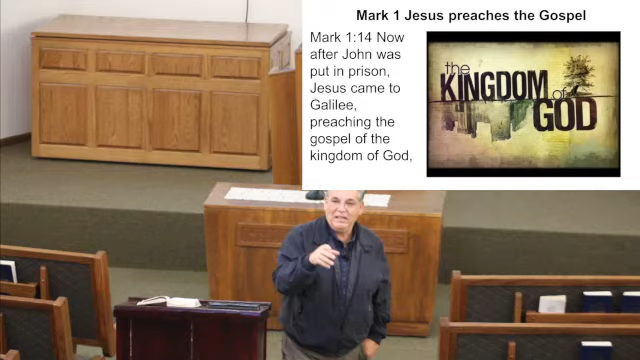 Mark 1 Jesus preaches the Gospel
Mark 1:14 Now
after John was
put in prison,
Jesus came to
Galilee,
preaching the
gospel of the
kingdom of God,
the
KINGDOM
of
GOD